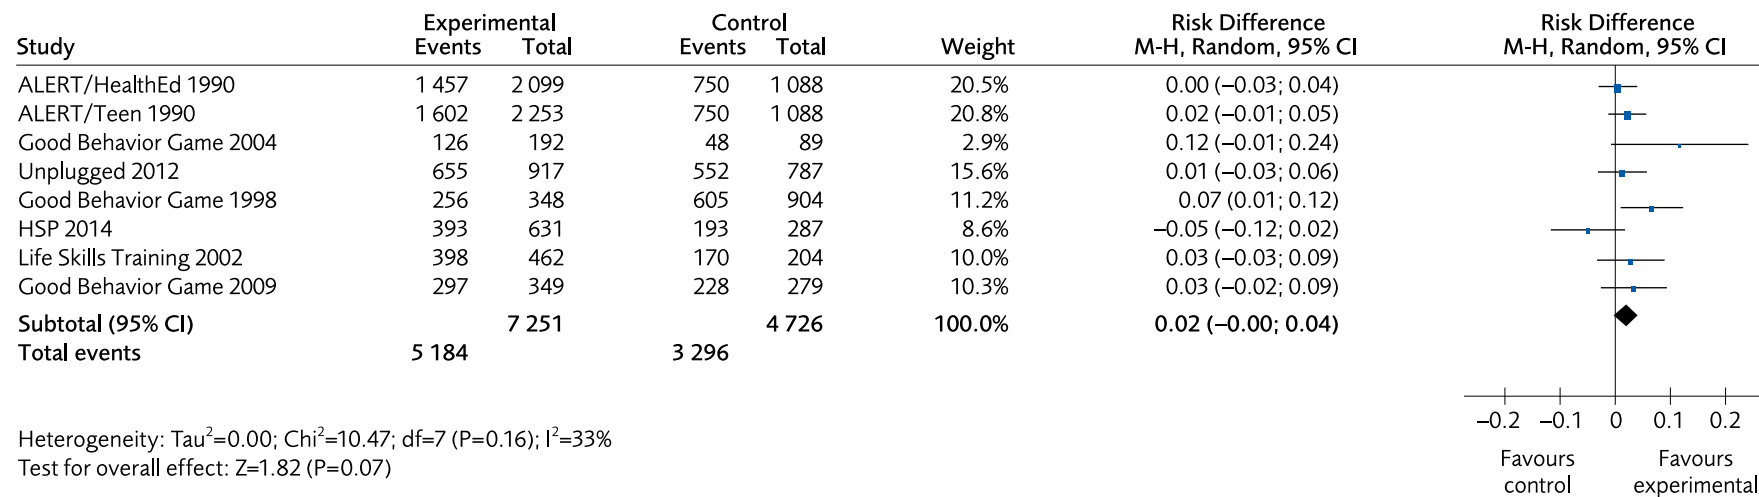 Experimental Control Risk Difference Risk Difference
Study Events Total Events Total Weight M-H, Random, 95% CI M-H, Random, 95% CI
ALERT/HealthEd 1990 1 457 2 099 750 1 088 20.5% 0.00 (−0.03; 0.04)
ALERT/Teen 1990 1 602 2 253 750 1 088 20.8% 0.02 (−0.01; 0.05)
Good Behavior Game 2004 126 192 48 89 2.9% 0.12 (−0.01; 0.24)
Unplugged 2012 655 917 552 787 15.6% 0.01 (−0.03; 0.06)
Good Behavior Game 1998 256 348 605 904 11.2% 0.07 (0.01; 0.12)
HSP 2014 393 631 193 287 8.6% −0.05 (−0.12; 0.02)
Life Skills Training 2002 398 462 170 204 10.0% 0.03 (−0.03; 0.09)
Good Behavior Game 2009 297 349 228 279 10.3% 0.03 (−0.02; 0.09)
Subtotal (95% CI) 7 251 4 726 100.0% 0.02 (−0.00; 0.04)
Total events 5 184 3 296
−0.2 −0.1 0 0.1 0.2
Heterogeneity: Tau²=0.00; Chi²=10.47; df=7 (P=0.16); I²=33%
Test for overall effect: Z=1.82 (P=0.07)
Favours Favours
control experimental